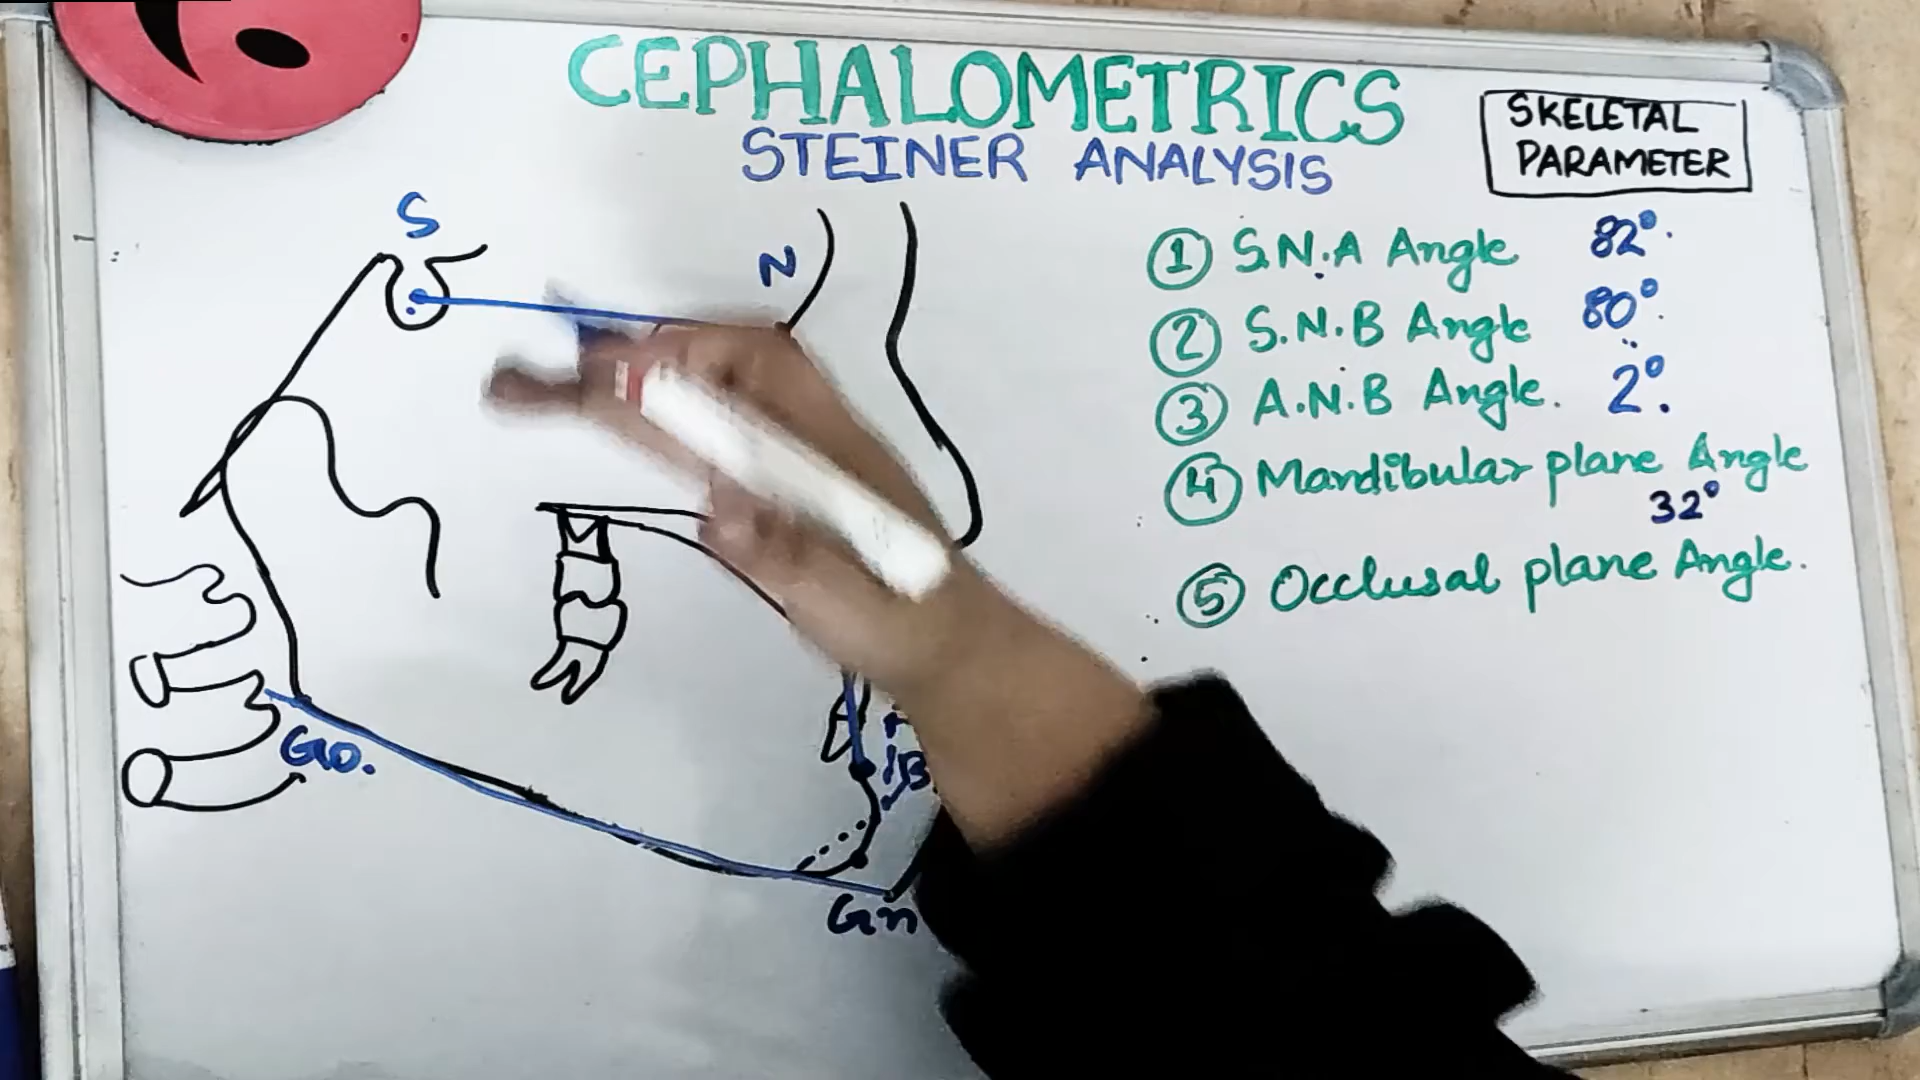 CEPHALOMETRICS
STEINER ANALYSIS
SKELETAL
PARAMETER
S
N
① S.N.A Angle 82°.
② S.N.B Angle 80°.
③ A.N.B Angle. 2°.
④ Mandibular plane Angle
32°
⑤ Occlusal plane Angle.
Go.
B
Gn